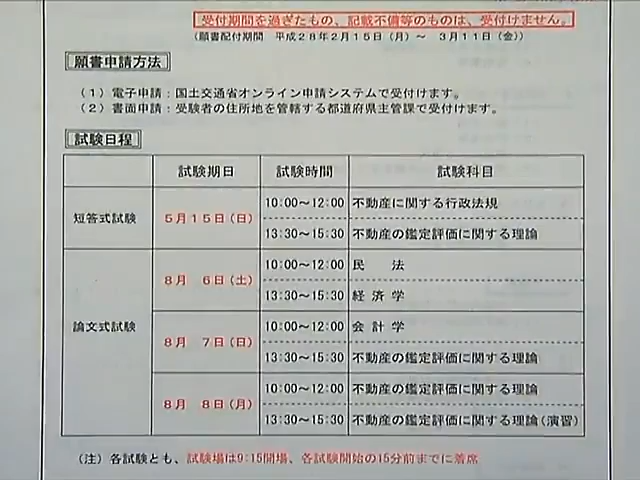 受付期間を過ぎたもの、記載不備等のものは、受付けません。
(願書配付期間　平成28年2月15日(月)～　3月11日(金))
願書申請方法
(1) 電子申請：国土交通省オンライン申請システムで受付けます。
(2) 書面申請：受験者の住所地を管轄する都道府県主管課で受付けます。
試験日程
試験期日 試験時間 試験科目
短答式試験 5月15日(日) 10:00～12:00 不動産に関する行政法規
13:30～15:30 不動産の鑑定評価に関する理論
論文式試験 8月　6日(土) 10:00～12:00 民　　法
13:30～15:30 経 済 学
8月　7日(日) 10:00～12:00 会 計 学
13:30～15:30 不動産の鑑定評価に関する理論
8月　8日(月) 10:00～12:00 不動産の鑑定評価に関する理論
13:30～15:30 不動産の鑑定評価に関する理論(演習)
(注) 各試験とも、試験場は9:15開場、各試験開始の15分前までに着席